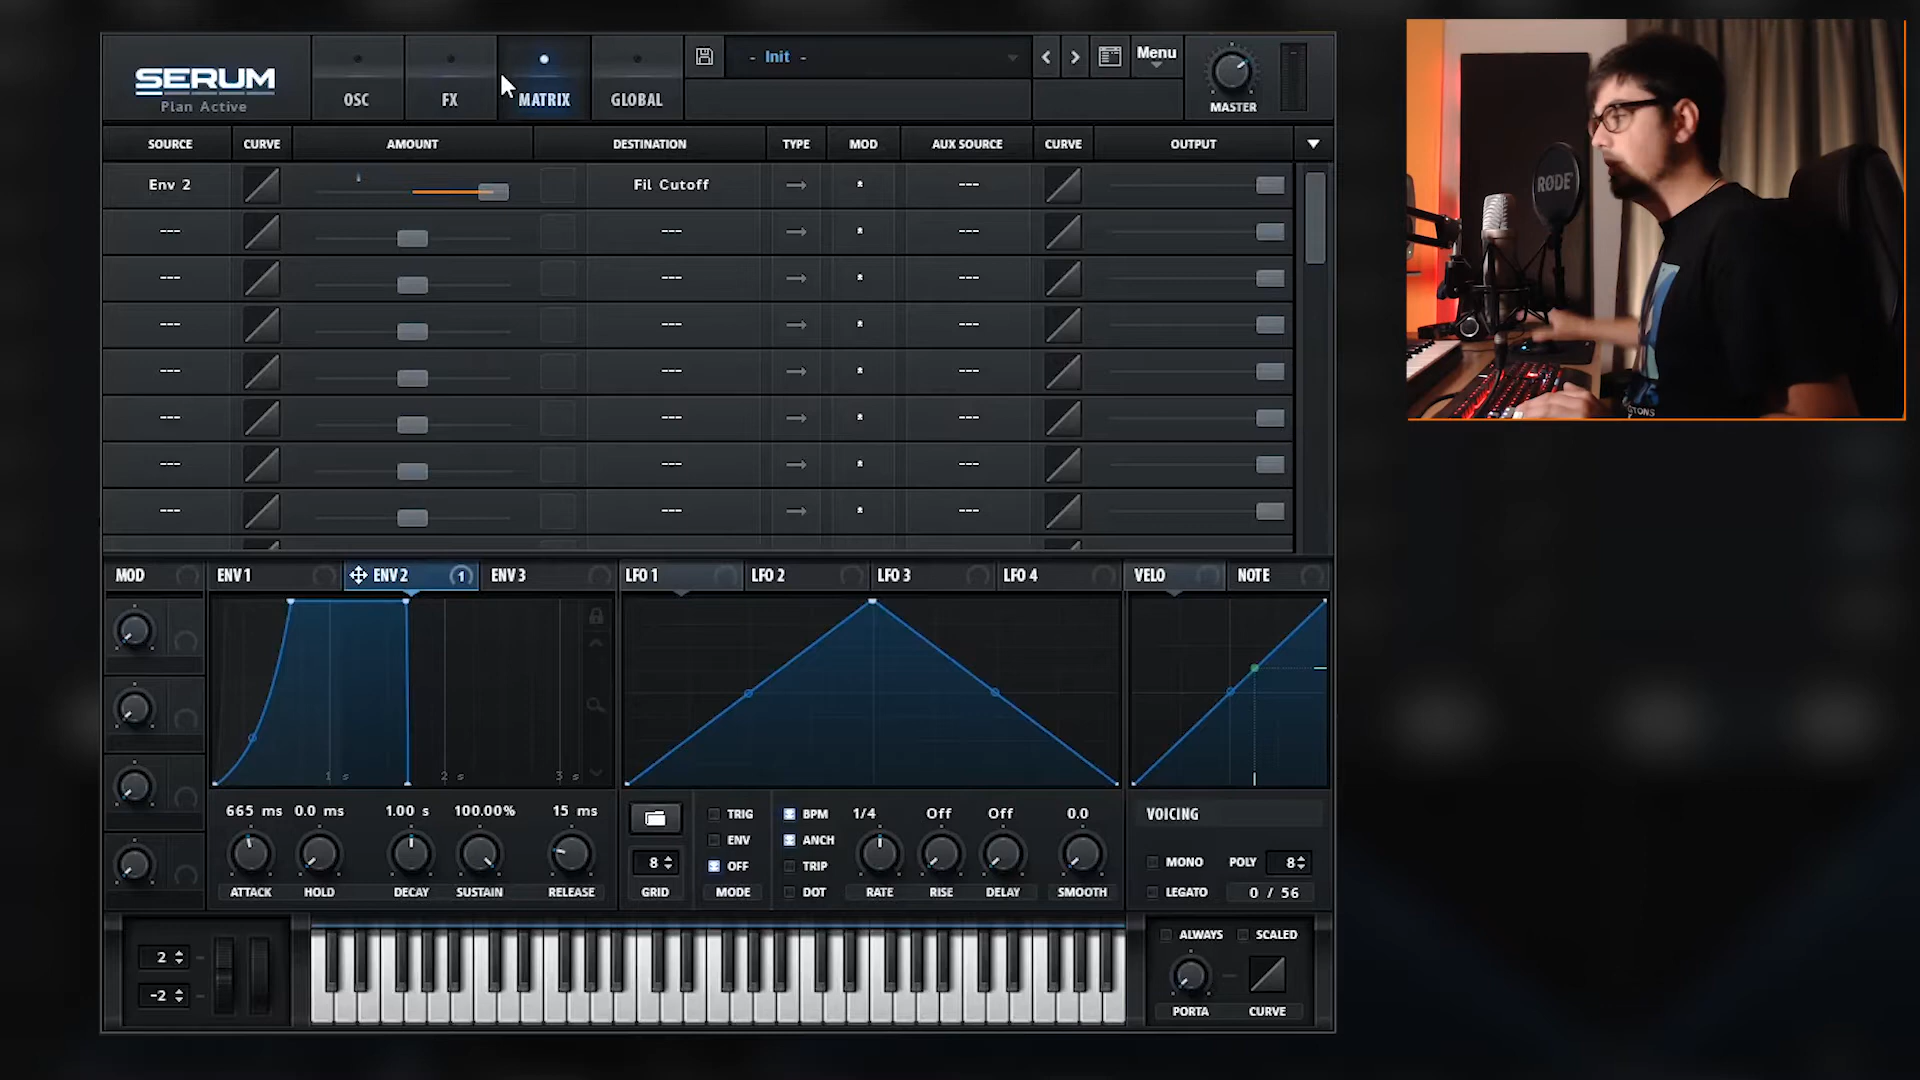 SERUM
Plan Active
OSC
FX
MATRIX
GLOBAL
- Init -
Menu
MASTER
SOURCE CURVE AMOUNT DESTINATION TYPE MOD AUX SOURCE CURVE OUTPUT
Env 2 Fil Cutoff ---
--- --- ---
--- --- ---
--- --- ---
--- --- ---
--- --- ---
--- --- ---
--- --- ---
MOD ENV 1 ENV 2 1 ENV 3 LFO 1 LFO 2 LFO 3 LFO 4 VELO NOTE
1 s 2 s 3 s
665 ms 0.0 ms 1.00 s 100.00% 15 ms
ATTACK HOLD DECAY SUSTAIN RELEASE
8
GRID
TRIG
ENV
OFF
MODE
BPM
ANCH
TRIP
DOT
1/4 Off Off 0.0
RATE RISE DELAY SMOOTH
VOICING
MONO POLY 8
LEGATO 0 / 56
2
-2
ALWAYS SCALED
PORTA CURVE
RØDE